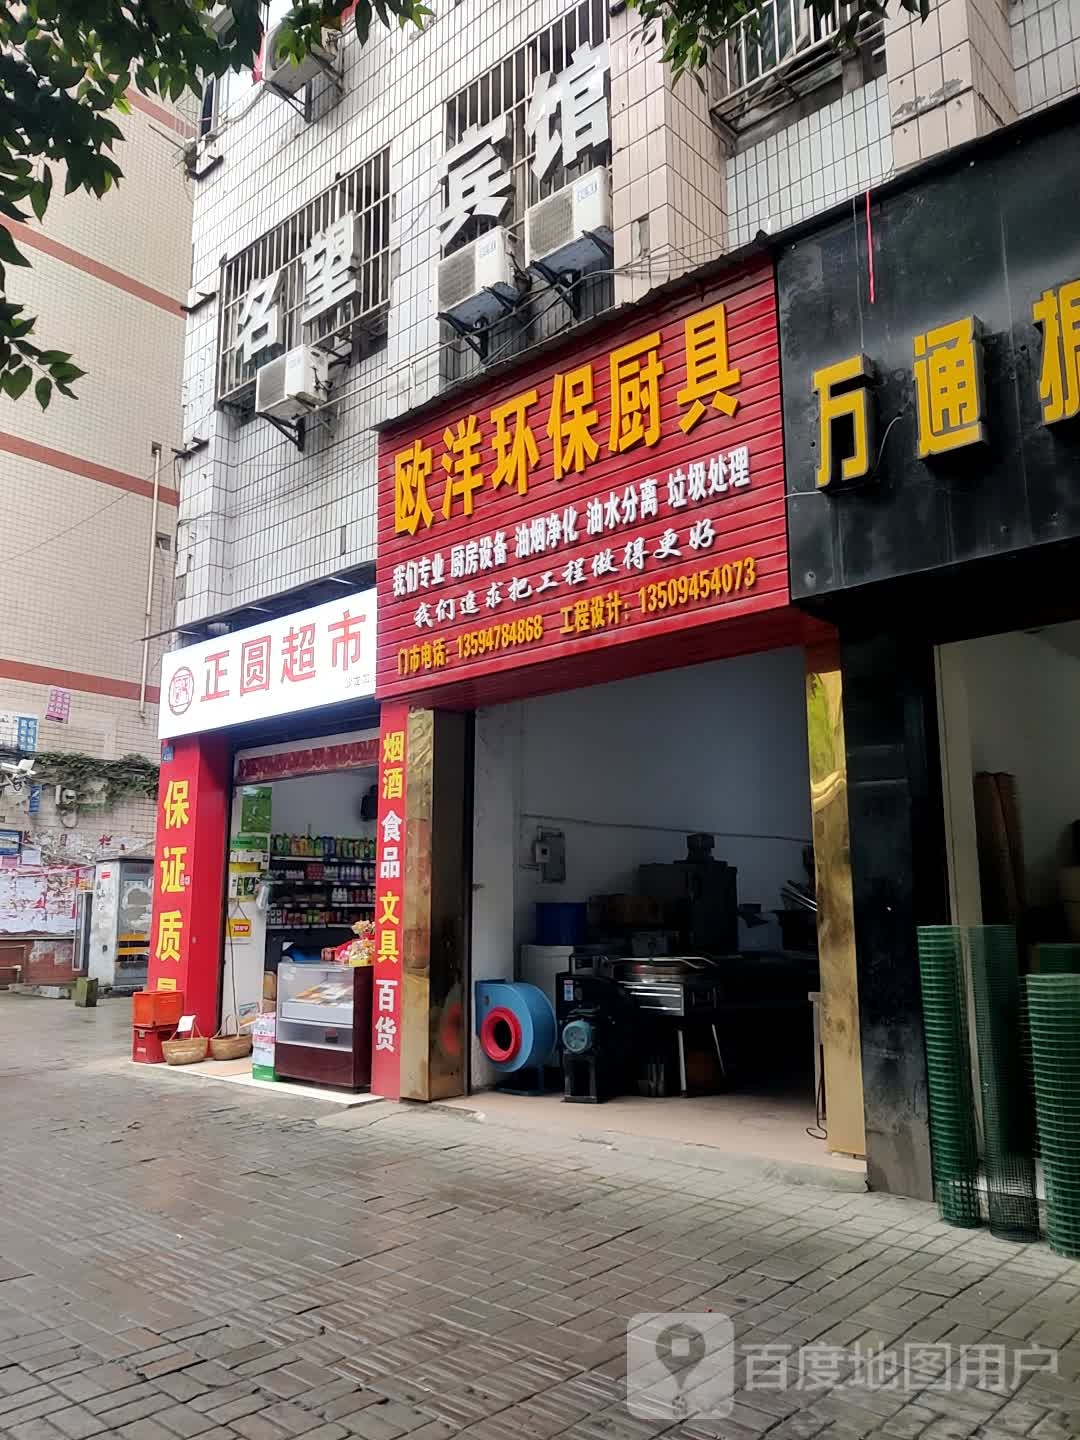 名望宾馆
欧洋环保厨具
我们专业 厨房设备 油烟净化 油水分离 垃圾处理
我们追求把工程做得更好
门市电话：13594784868 工程设计：13509454073
万通
正圆超市
保证质
烟酒 食品 文具 百货
百度地图用户